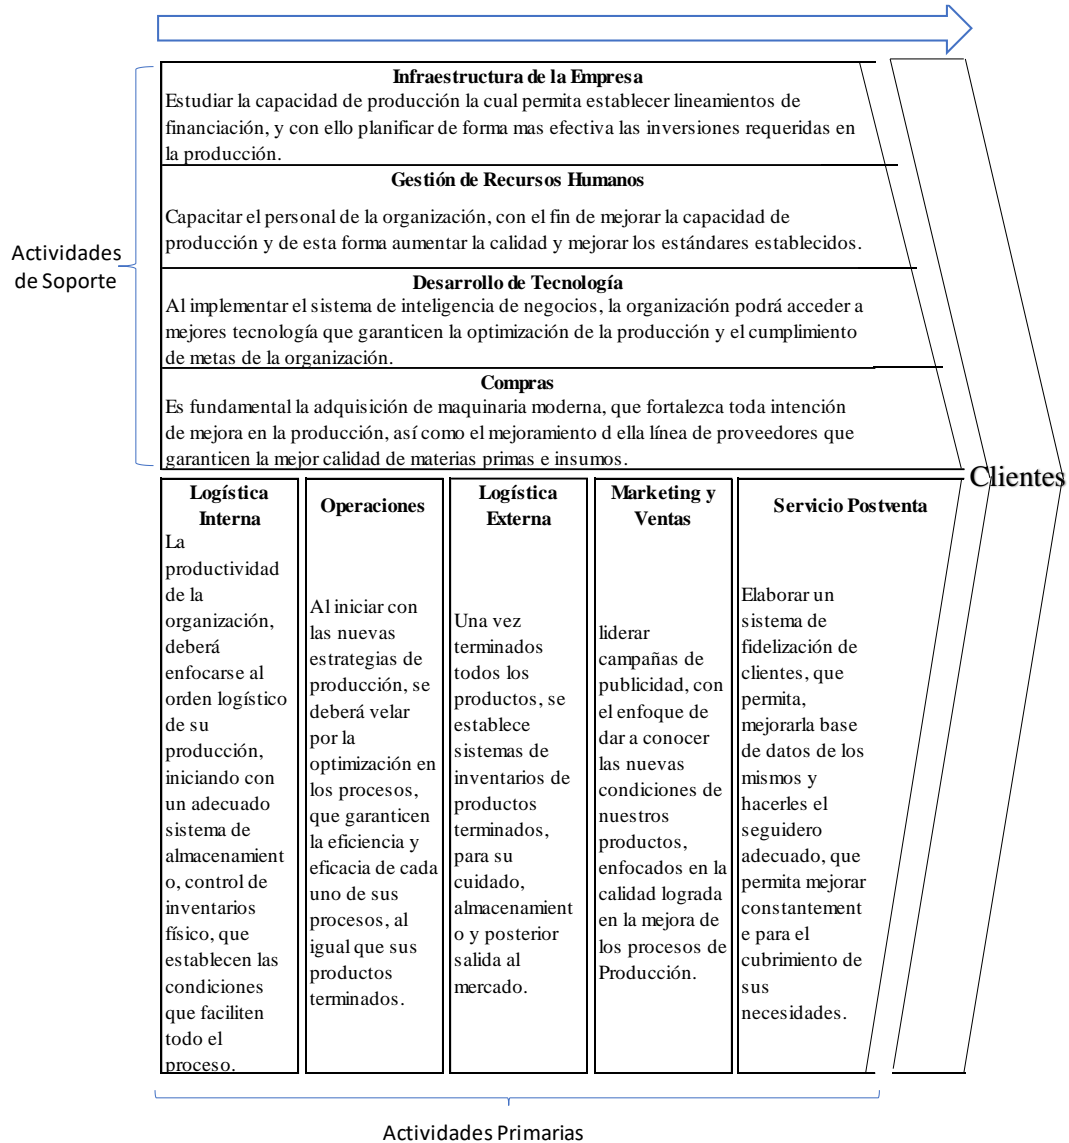 Infraestructura de la Empresa
Estudiar la capacidad de producción la cual permita establecer lineamientos de
financiación, y con ello planificar de forma mas efectiva las inversiones requeridas en
la producción.
Gestión de Recursos Humanos
Capacitar el personal de la organización, con el fin de mejorar la capacidad de
producción y de esta forma aumentar la calidad y mejorar los estándares establecidos.
Actividades
de Soporte
Desarrollo de Tecnología
Al implementar el sistema de inteligencia de negocios, la organización podrá acceder a
mejores tecnología que garanticen la optimización de la producción y el cumplimiento
de metas de la organización.
Compras
Es fundamental la adquisición de maquinaria moderna, que fortalezca toda intención
de mejora en la producción, así como el mejoramiento d ella línea de proveedores que
garanticen la mejor calidad de materias primas e insumos.
Clientes
Logística
Interna
La
productividad
de la
organización,
deberá
enfocarse al
orden logístico
de su
producción,
iniciando con
un adecuado
sistema de
almacenamient
o, control de
inventarios
físico, que
establecen las
condiciones
que faciliten
todo el
proceso.
Operaciones
Al iniciar con
las nuevas
estrategias de
producción, se
deberá velar
por la
optimización en
los procesos,
que garanticen
la eficiencia y
eficacia de cada
uno de sus
procesos, al
igual que sus
productos
terminados.
Logística
Externa
Una vez
terminados
todos los
productos, se
establece
sistemas de
inventarios de
productos
terminados,
para su
cuidado,
almacenamient
o y posterior
salida al
mercado.
Marketing y
Ventas
liderar
campañas de
publicidad, con
el enfoque de
dar a conocer
las nuevas
condiciones de
nuestros
productos,
enfocados en la
calidad lograda
en la mejora de
los procesos de
Producción.
Servicio Postventa
Elaborar un
sistema de
fidelización de
clientes, que
permita,
mejorarla base
de datos de los
mismos y
hacerles el
seguidero
adecuado, que
permita mejorar
constantement
e para el
cubrimiento de
sus
necesidades.
Actividades Primarias